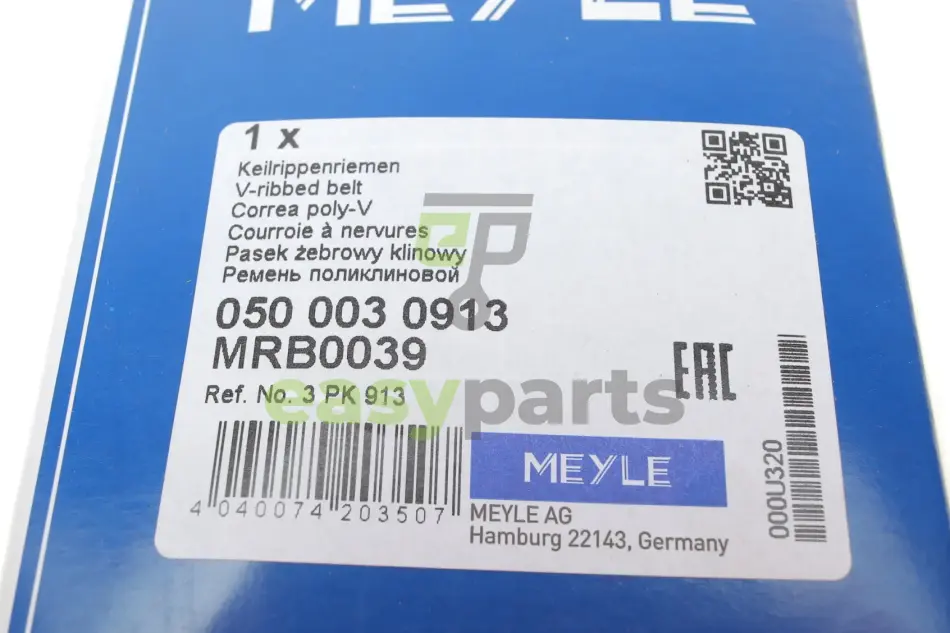 MEYLE
1 x
Keilrippenriemen
V-ribbed belt
Correa poly-V
Courroie à nervures
Pasek żebrowy klinowy
Ремень поликлиновой
050 003 0913
MRB0039
Ref. No. 3 PK 913
EAC
easyparts
4 040074 203507
MEYLE
MEYLE AG
Hamburg 22143, Germany
000U320